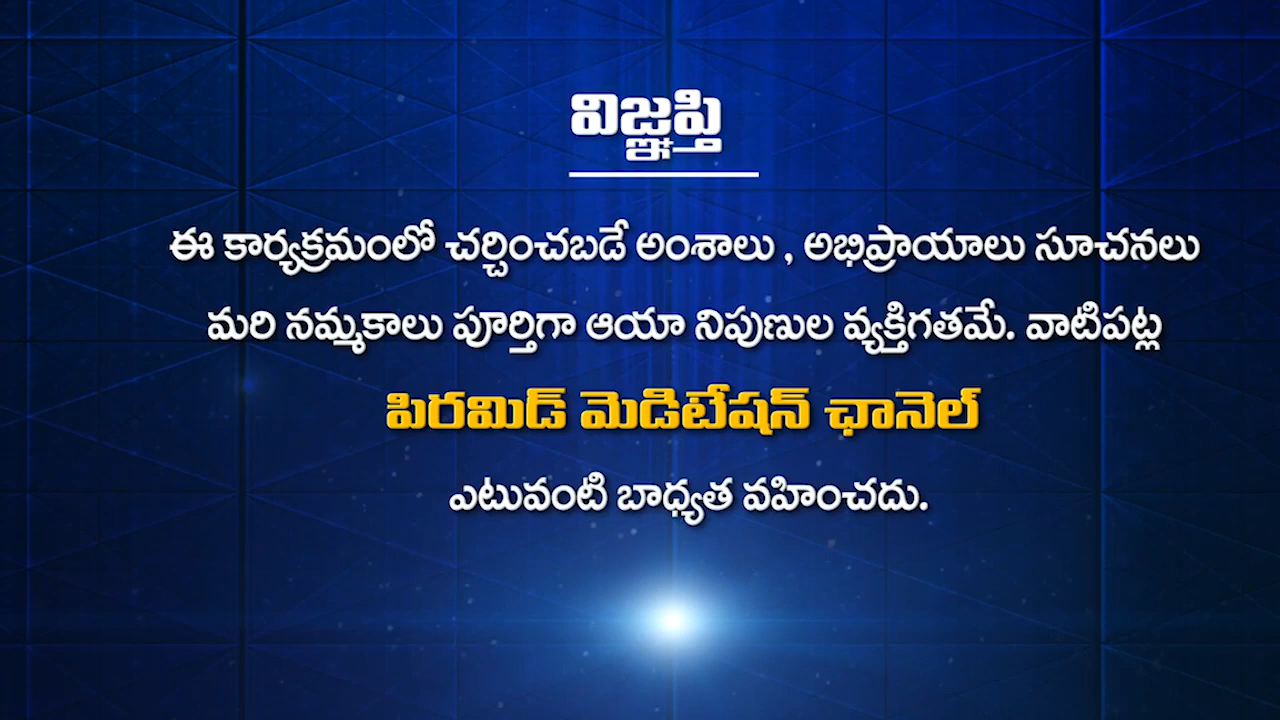 విజ్ఞప్తి
ఈ కార్యక్రమంలో చర్చించబడే అంశాలు , అభిప్రాయాలు సూచనలు
మరి నమ్మకాలు పూర్తిగా ఆయా నిపుణుల వ్యక్తిగతమే. వాటిపట్ల
పిరమిడ్ మెడిటేషన్ ఛానెల్
ఎటువంటి బాధ్యత వహించదు.